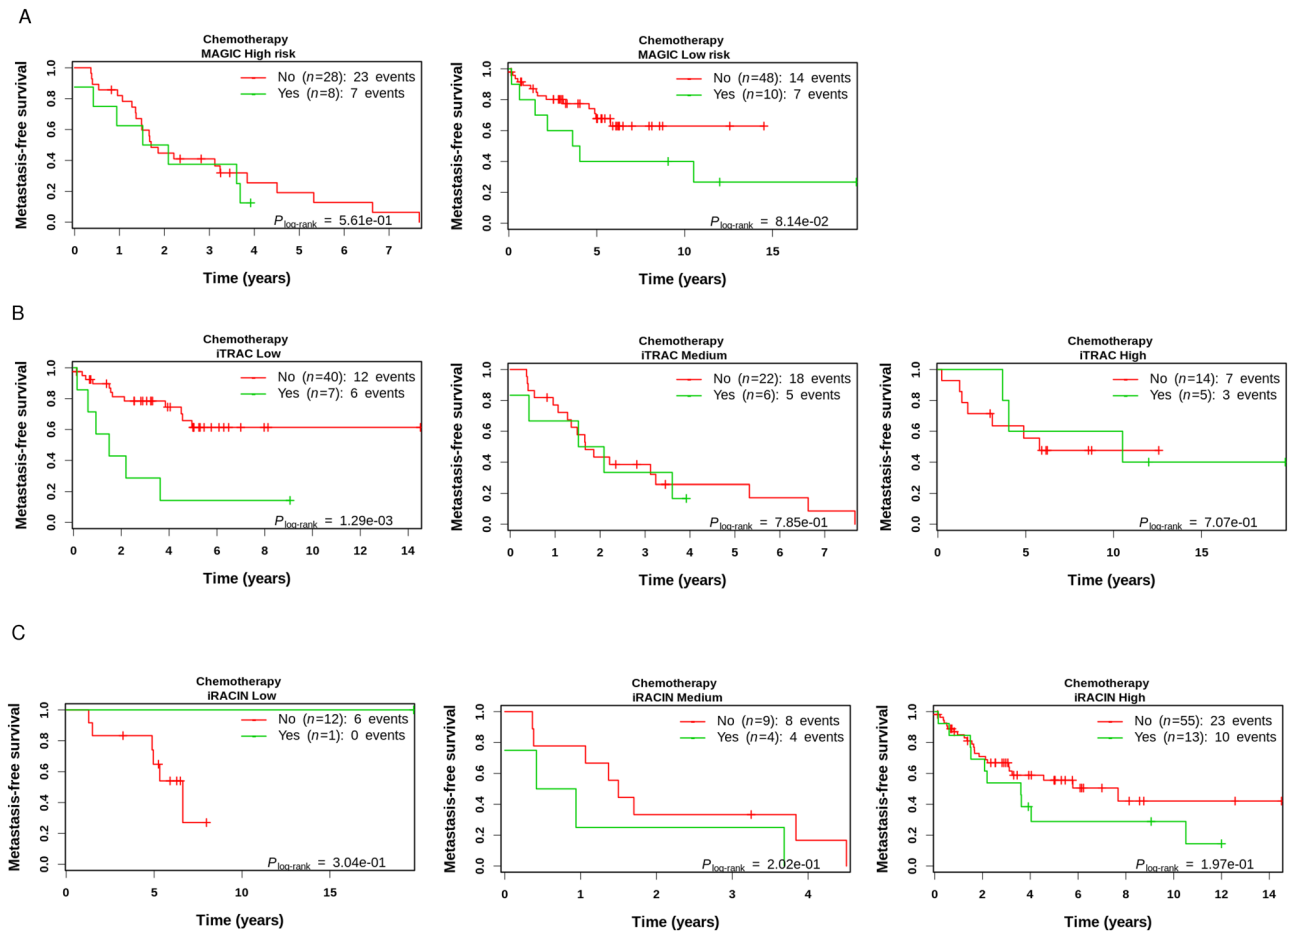 A
Chemotherapy
MAGIC High risk
Metastasis-free survival
1.0
0.8
0.6
0.4
0.2
0.0
No (n=28): 23 events
Yes (n=8): 7 events
Plog-rank = 5.61e-01
0 1 2 3 4 5 6 7
Time (years)
Chemotherapy
MAGIC Low risk
Metastasis-free survival
1.0
0.8
0.6
0.4
0.2
0.0
No (n=48): 14 events
Yes (n=10): 7 events
Plog-rank = 8.14e-02
0 5 10 15
Time (years)
B
Chemotherapy
iTRAC Low
Metastasis-free survival
1.0
0.8
0.6
0.4
0.2
0.0
No (n=40): 12 events
Yes (n=7): 6 events
Plog-rank = 1.29e-03
0 2 4 6 8 10 12 14
Time (years)
Chemotherapy
iTRAC Medium
Metastasis-free survival
1.0
0.8
0.6
0.4
0.2
0.0
No (n=22): 18 events
Yes (n=6): 5 events
Plog-rank = 7.85e-01
0 1 2 3 4 5 6 7
Time (years)
Chemotherapy
iTRAC High
Metastasis-free survival
1.0
0.8
0.6
0.4
0.2
0.0
No (n=14): 7 events
Yes (n=5): 3 events
Plog-rank = 7.07e-01
0 5 10 15
Time (years)
C
Chemotherapy
iRACIN Low
Metastasis-free survival
1.0
0.8
0.6
0.4
0.2
0.0
No (n=12): 6 events
Yes (n=1): 0 events
Plog-rank = 3.04e-01
0 5 10 15
Time (years)
Chemotherapy
iRACIN Medium
Metastasis-free survival
1.0
0.8
0.6
0.4
0.2
0.0
No (n=9): 8 events
Yes (n=4): 4 events
Plog-rank = 2.02e-01
0 1 2 3 4
Time (years)
Chemotherapy
iRACIN High
Metastasis-free survival
1.0
0.8
0.6
0.4
0.2
0.0
No (n=55): 23 events
Yes (n=13): 10 events
Plog-rank = 1.97e-01
0 2 4 6 8 10 12 14
Time (years)